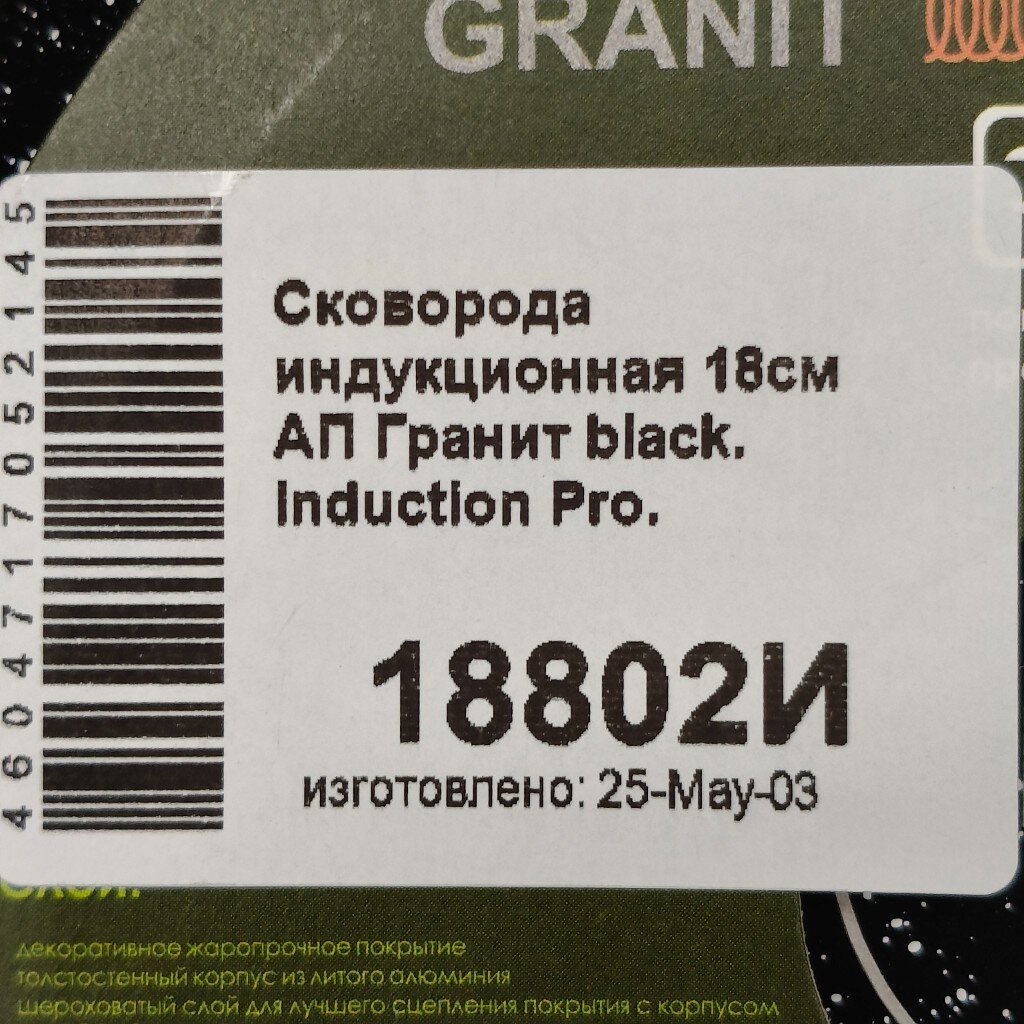 GRANIT
Сковорода
индукционная 18см
АП Гранит black.
Induction Pro.
18802И
изготовлено: 25-May-03
4604717052145
декоративное жаропрочное покрытие
толстостенный корпус из литого алюминия
шероховатый слой для лучшего сцепления покрытия с корпусом